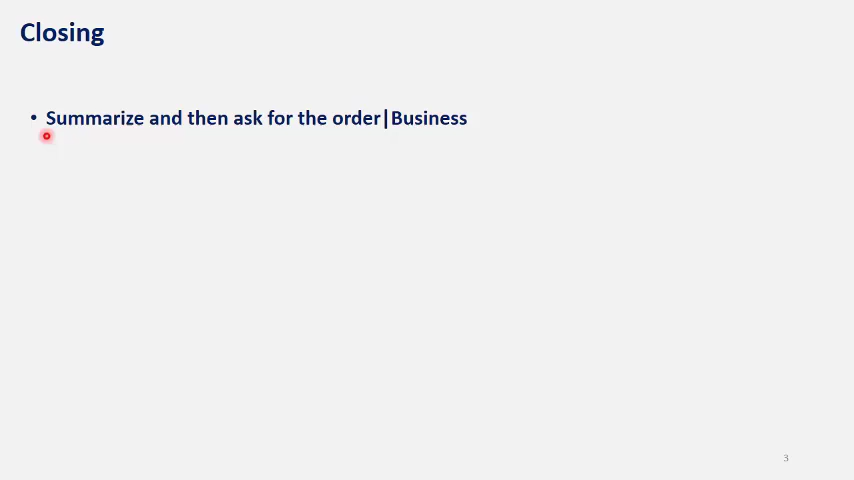 Closing
• Summarize and then ask for the order|Business
3